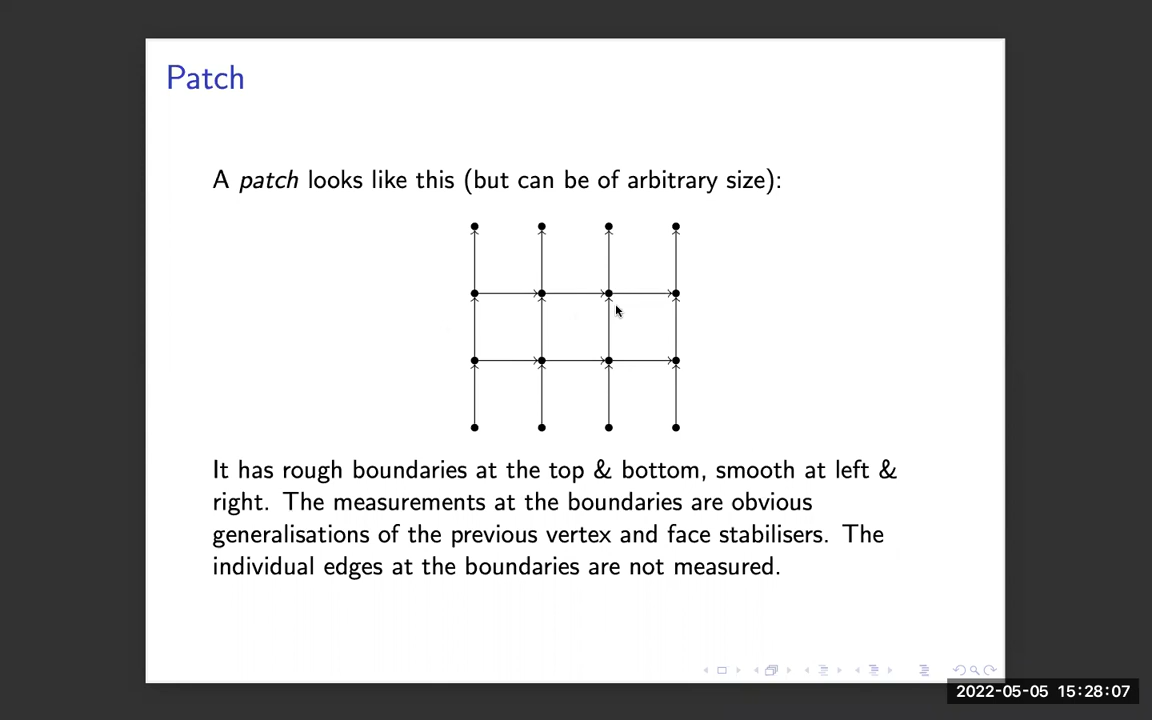 Patch
A patch looks like this (but can be of arbitrary size):
It has rough boundaries at the top & bottom, smooth at left &
right. The measurements at the boundaries are obvious
generalisations of the previous vertex and face stabilisers. The
individual edges at the boundaries are not measured.
2022-05-05 15:28:07